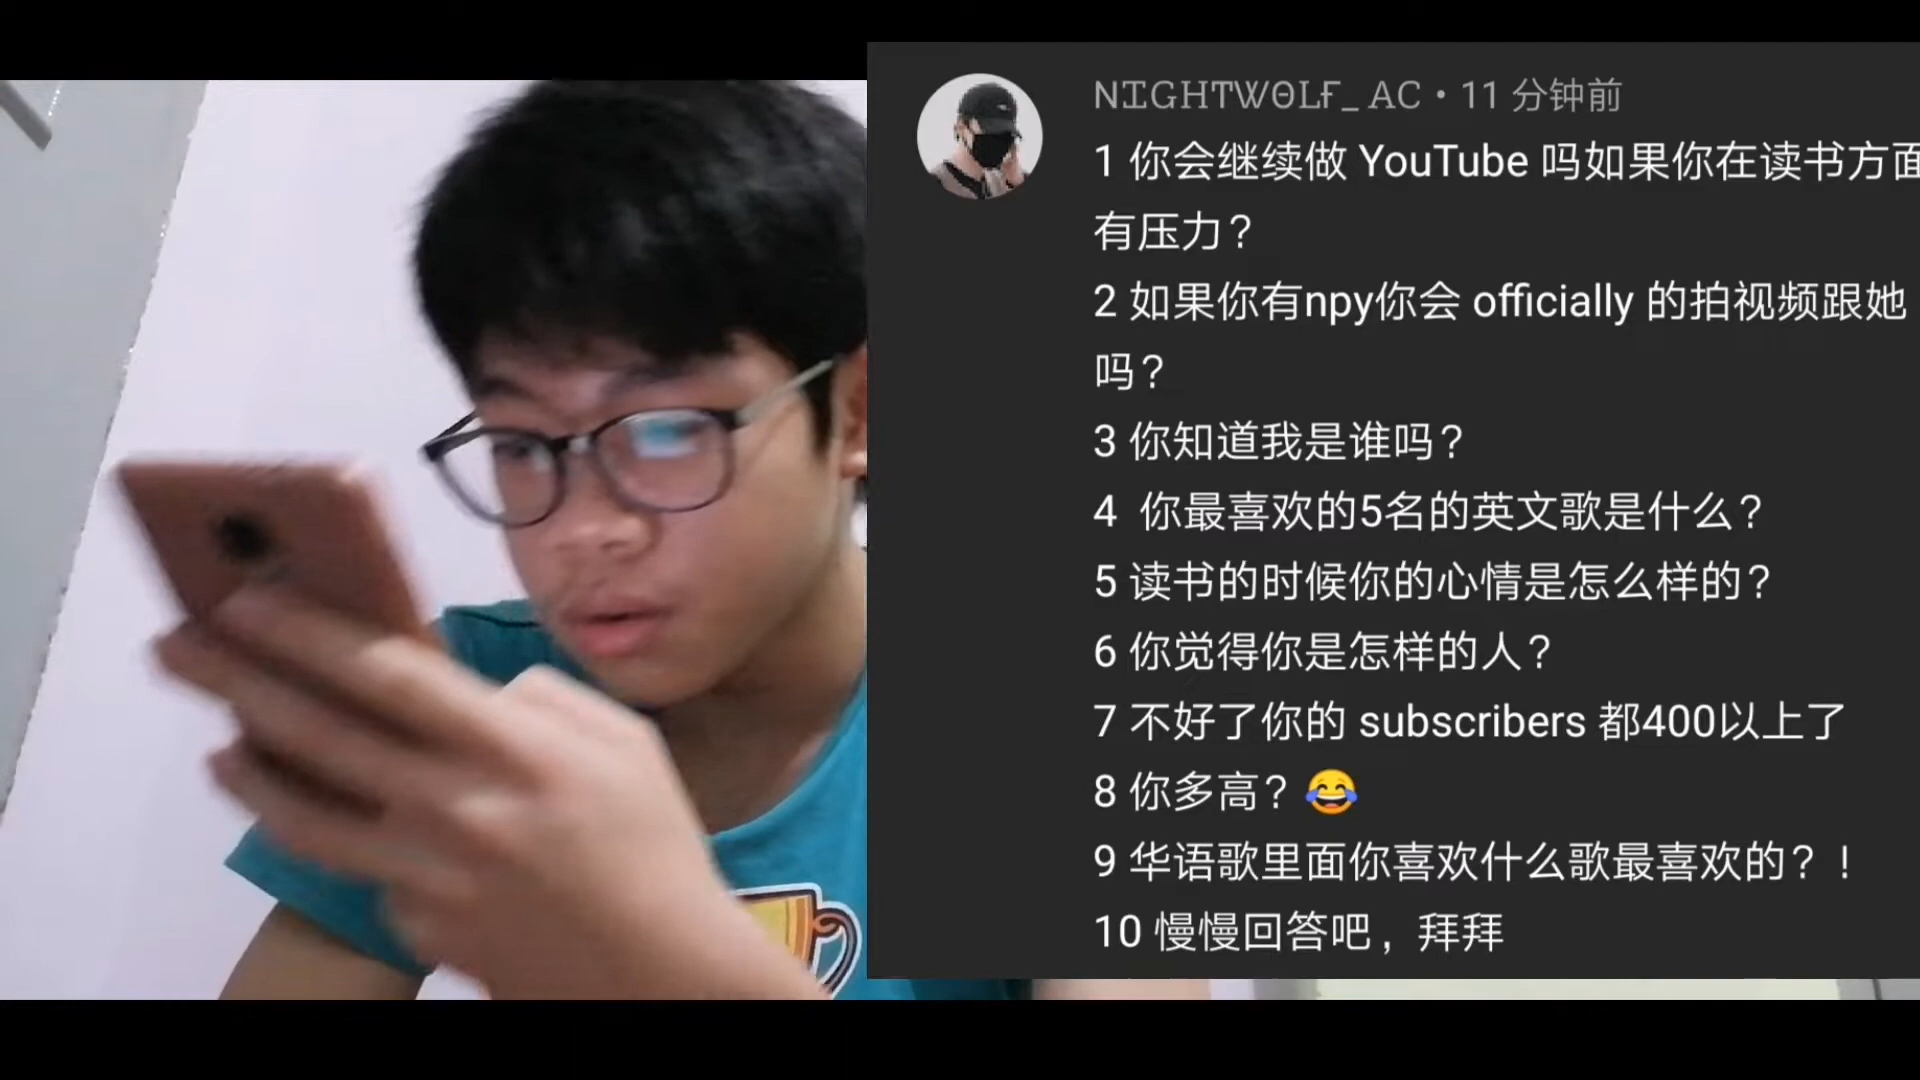 NIGHTWΘLF_AC • 11 分钟前
1 你会继续做 YouTube 吗如果你在读书方面
有压力？
2 如果你有npy你会 officially 的拍视频跟她
吗？
3 你知道我是谁吗？
4 你最喜欢的5名的英文歌是什么？
5 读书的时候你的心情是怎么样的？
6 你觉得你是怎样的人？
7 不好了你的 subscribers 都400以上了
8 你多高？😂
9 华语歌里面你喜欢什么歌最喜欢的？！
10 慢慢回答吧，拜拜